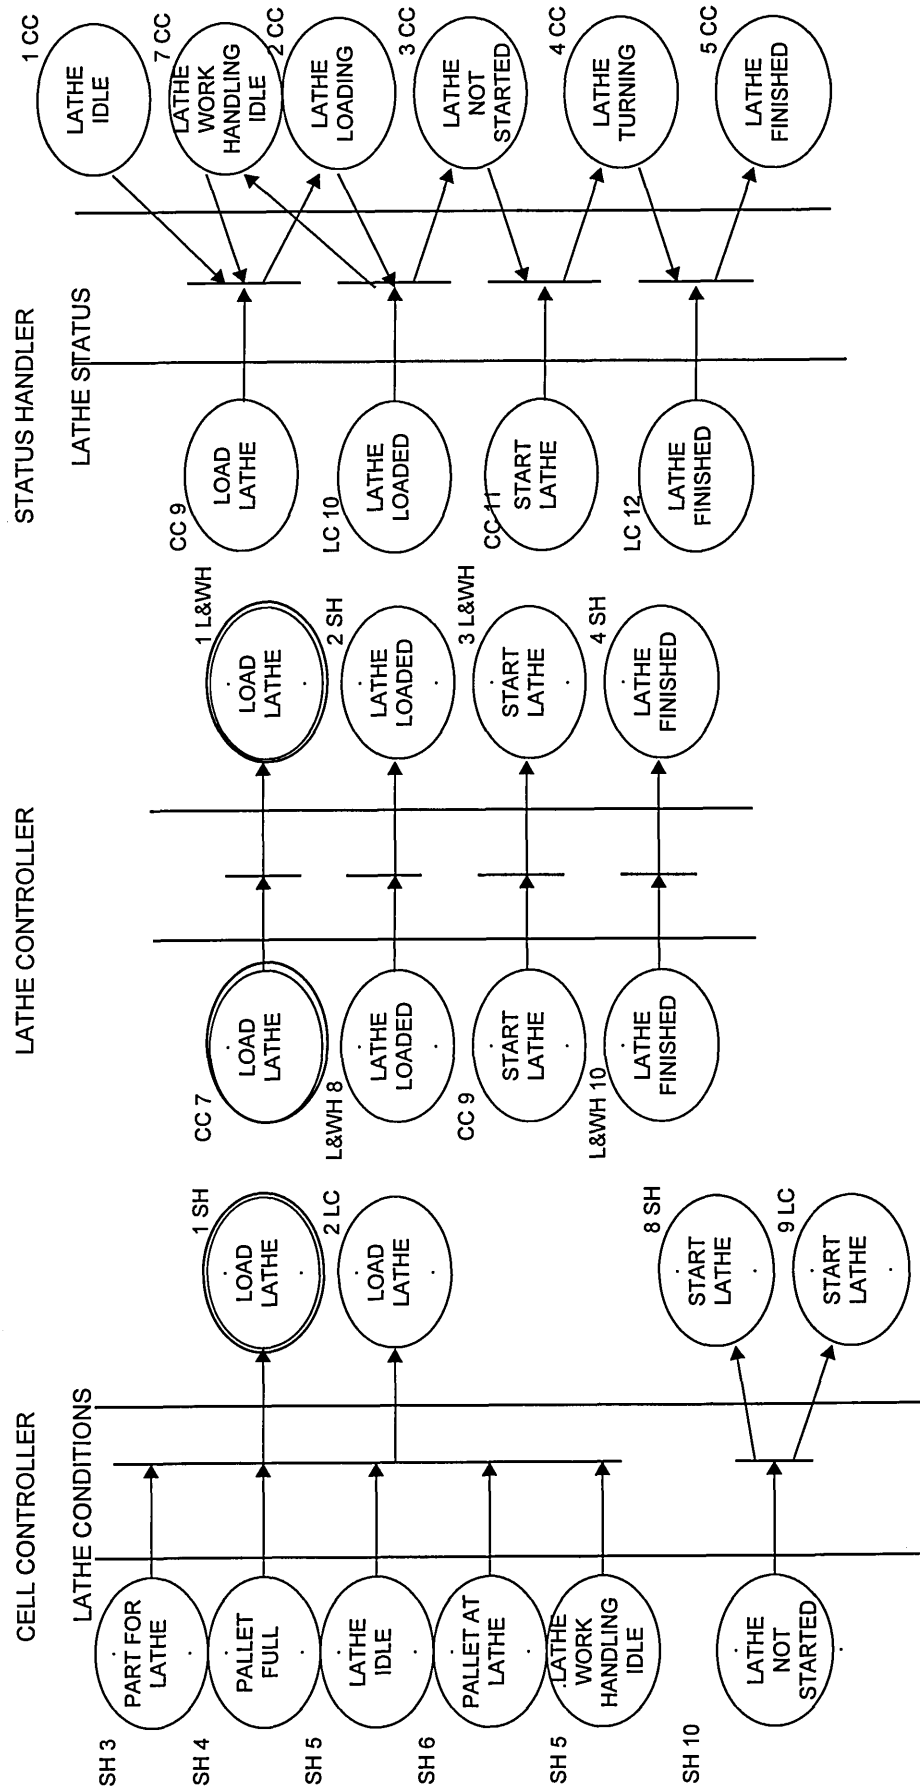 CELL CONTROLLER
LATHE CONDITIONS
SH 3
PART FOR
LATHE
SH 4
PALLET
FULL
SH 5
LATHE
IDLE
SH 6
PALLET AT
LATHE
SH 5
LATHE
WORK
HANDLING
IDLE
SH 10
LATHE
NOT
STARTED
1 SH
LOAD
LATHE
2 LC
LOAD
LATHE
8 SH
START
LATHE
9 LC
START
LATHE
LATHE CONTROLLER
CC 7
LOAD
LATHE
L&WH 8
LATHE
LOADED
CC 9
START
LATHE
L&WH 10
LATHE
FINISHED
1 L&WH
LOAD
LATHE
2 SH
LATHE
LOADED
3 L&WH
START
LATHE
4 SH
LATHE
FINISHED
STATUS HANDLER
LATHE STATUS
CC 9
LOAD
LATHE
LC 10
LATHE
LOADED
CC 11
START
LATHE
LC 12
LATHE
FINISHED
1 CC
LATHE
IDLE
7 CC
LATHE
WORK
HANDLING
IDLE
2 CC
LATHE
LOADING
3 CC
LATHE
NOT
STARTED
4 CC
LATHE
TURNING
5 CC
LATHE
FINISHED